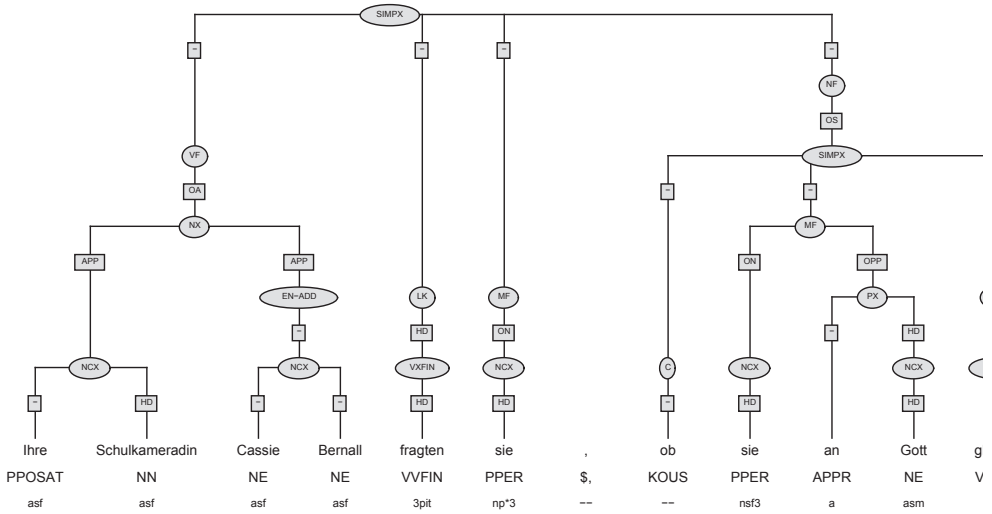 SIMPX
– – – –
NF
OS
VF SIMPX
OA – –
NX MF
APP APP ON OPP
EN–ADD LK MF PX
– HD ON – HD
NCX NCX VXFIN NCX C NCX NCX
– HD – – HD HD – HD HD
Ihre Schulkameradin Cassie Bernall fragten sie , ob sie an Gott
PPOSAT NN NE NE VVFIN PPER $, KOUS PPER APPR NE
asf asf asf asf 3pit np*3 –– –– nsf3 a asm